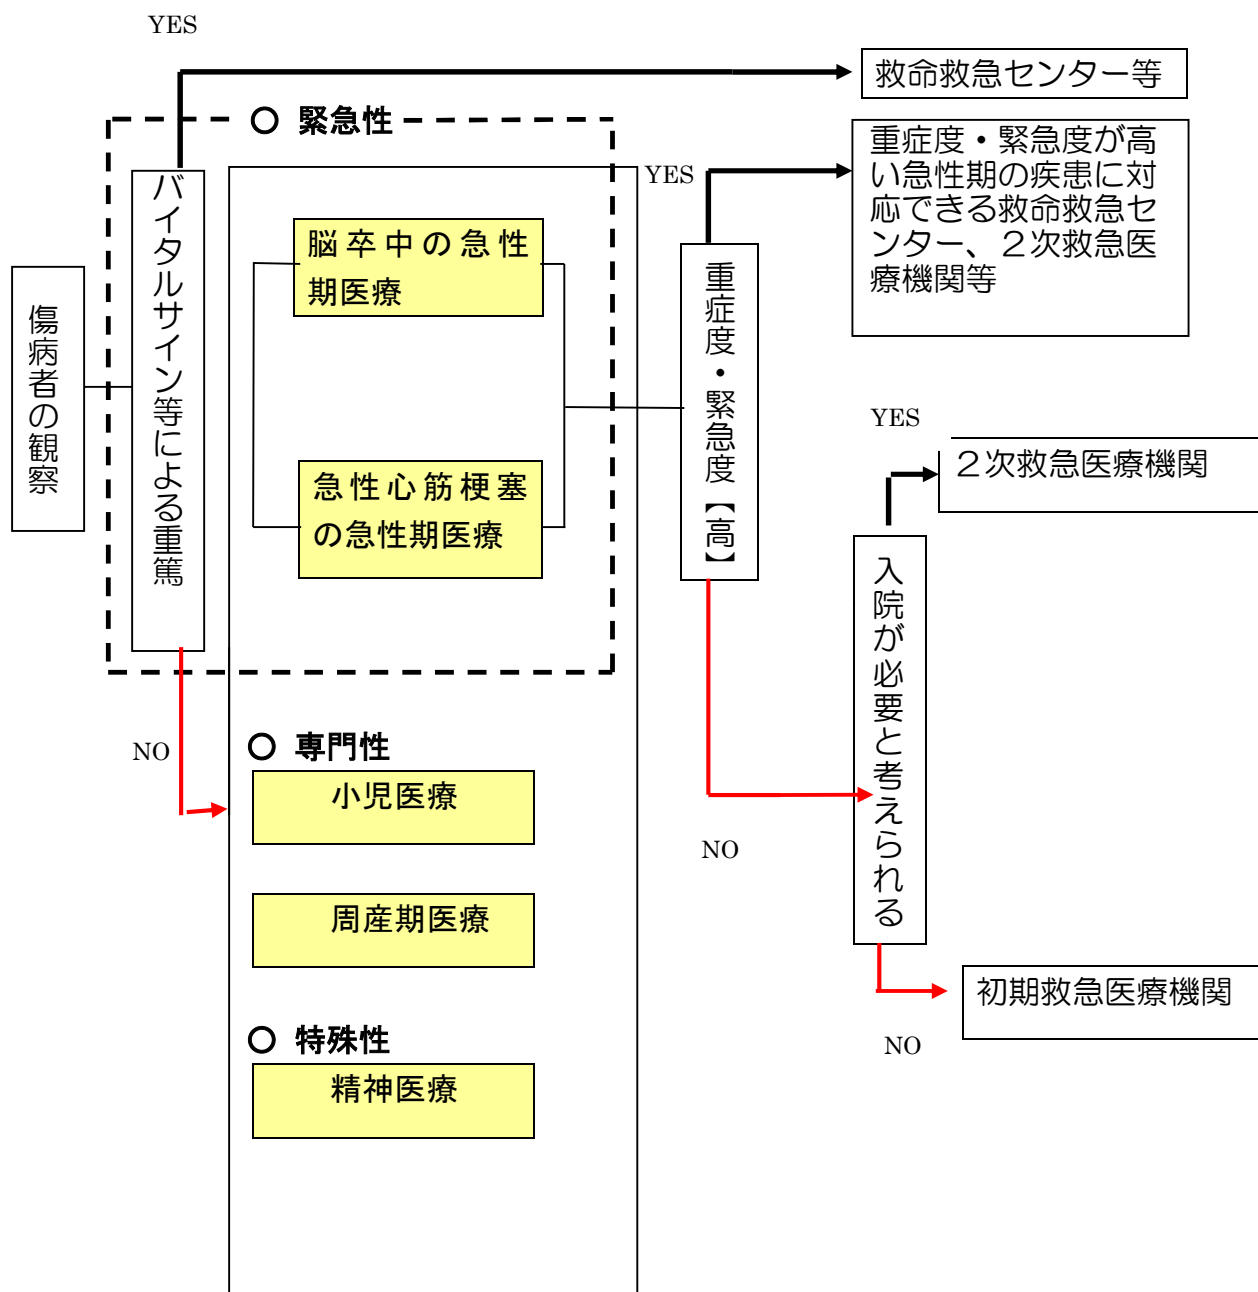 YES
救命救急センター等
○ 緊急性
重症度・緊急度が高
い急性期の疾患に対
応できる救命救急セ
ンター、２次救急医
療機関等
YES
傷病者の観察
バイタルサイン等による重篤
脳卒中の急性
期医療
急性心筋梗塞
の急性期医療
重症度・緊急度【高】
YES
２次救急医療機関
入院が必要と考えられる
NO
○ 専門性
小児医療
NO
周産期医療
初期救急医療機関
NO
○ 特殊性
精神医療